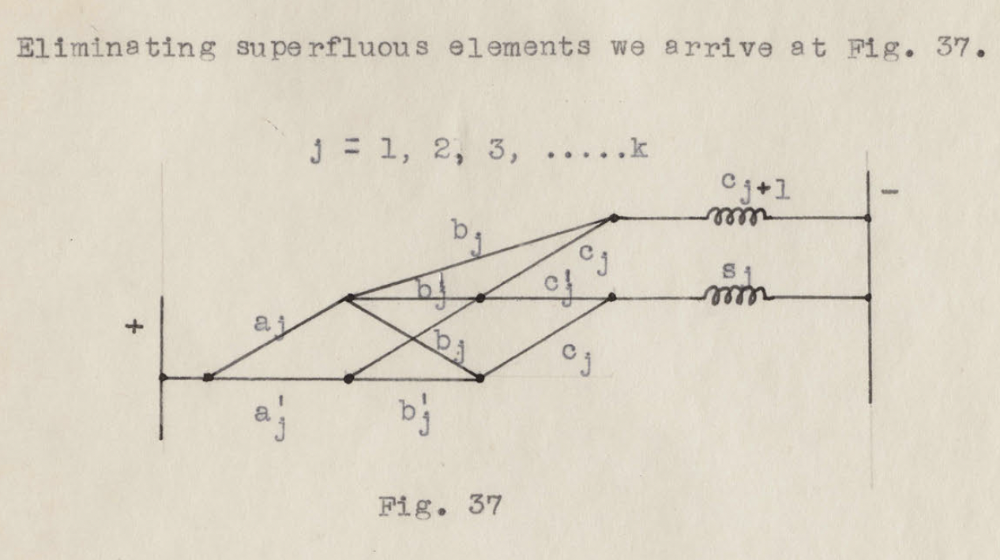 Eliminating superfluous elements we arrive at Fig. 37.
j = 1, 2, 3, .....k
c j+1
-
b j
c j
s j
b' j
c' j
+
a j
b j
c j
a' j
b' j
Fig. 37